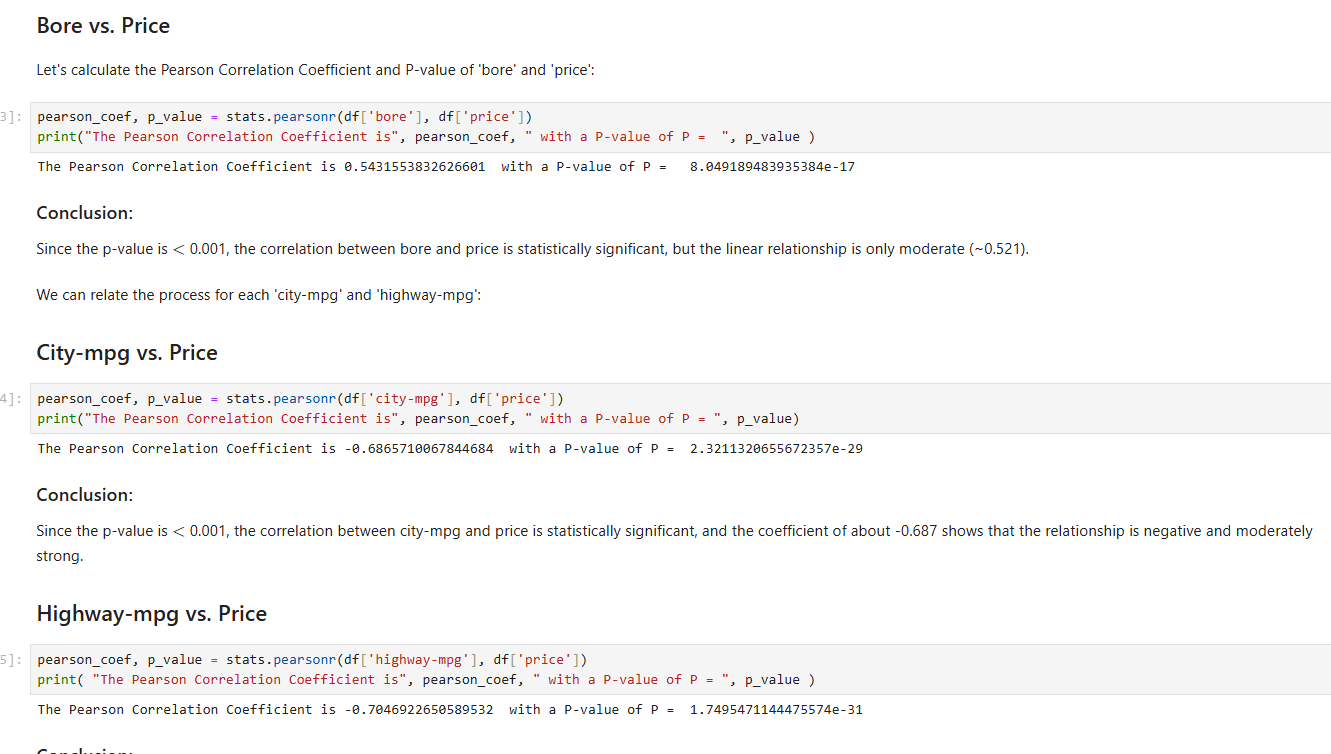 Bore vs. Price
Let's calculate the Pearson Correlation Coefficient and P-value of 'bore' and 'price':
3]: pearson_coef, p_value = stats.pearsonr(df['bore'], df['price'])
print("The Pearson Correlation Coefficient is", pearson_coef, " with a P-value of P =  ", p_value )
The Pearson Correlation Coefficient is 0.5431553832626601  with a P-value of P =   8.049189483935384e-17
Conclusion:
Since the p-value is < 0.001, the correlation between bore and price is statistically significant, but the linear relationship is only moderate (~0.521).
We can relate the process for each 'city-mpg' and 'highway-mpg':
City-mpg vs. Price
4]: pearson_coef, p_value = stats.pearsonr(df['city-mpg'], df['price'])
print("The Pearson Correlation Coefficient is", pearson_coef, " with a P-value of P = ", p_value)
The Pearson Correlation Coefficient is -0.6865710067844684  with a P-value of P =  2.3211320655672357e-29
Conclusion:
Since the p-value is < 0.001, the correlation between city-mpg and price is statistically significant, and the coefficient of about -0.687 shows that the relationship is negative and moderately
strong.
Highway-mpg vs. Price
5]: pearson_coef, p_value = stats.pearsonr(df['highway-mpg'], df['price'])
print( "The Pearson Correlation Coefficient is", pearson_coef, " with a P-value of P = ", p_value )
The Pearson Correlation Coefficient is -0.7046922650589532  with a P-value of P =  1.7495471144475574e-31
Conclusion: